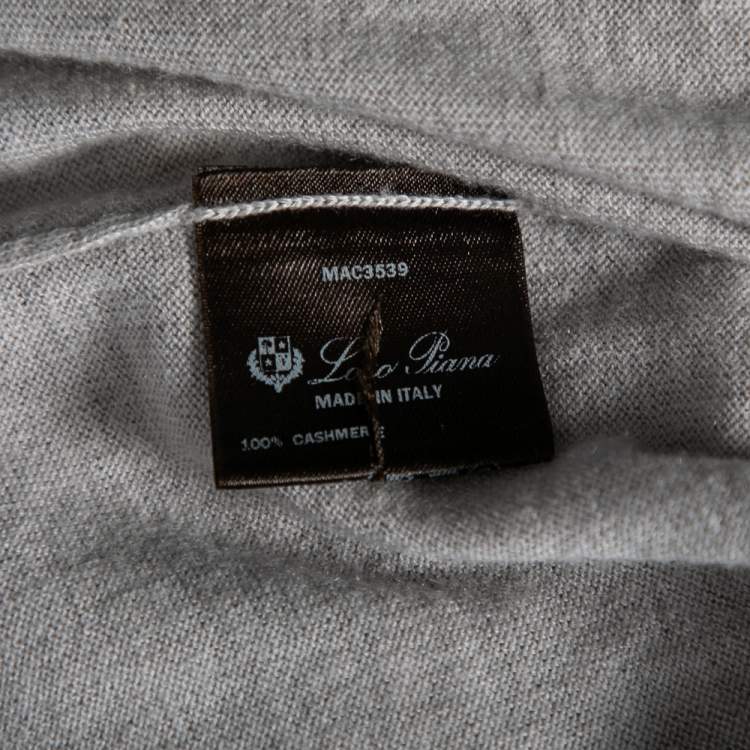 MAC3539
Loro Piana
MADE IN ITALY
100% CASHMERE